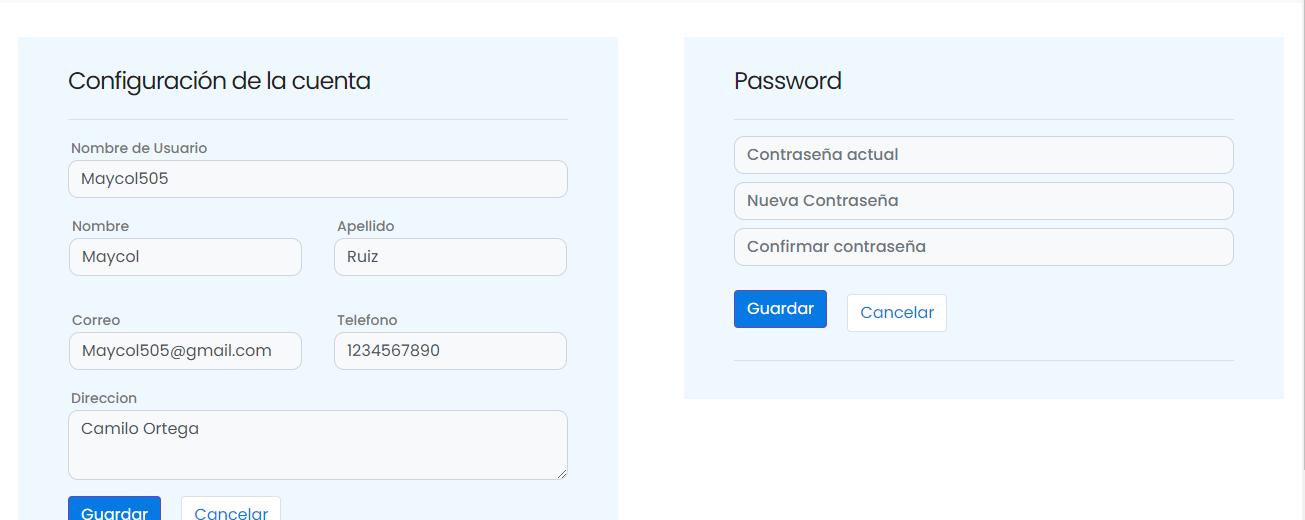 Configuración de la cuenta
Nombre de Usuario
Maycol505
Nombre Apellido
Maycol Ruiz
Correo Telefono
Maycol505@gmail.com 1234567890
Direccion
Camilo Ortega
Guardar Cancelar
Password
Contraseña actual
Nueva Contraseña
Confirmar contraseña
Guardar Cancelar